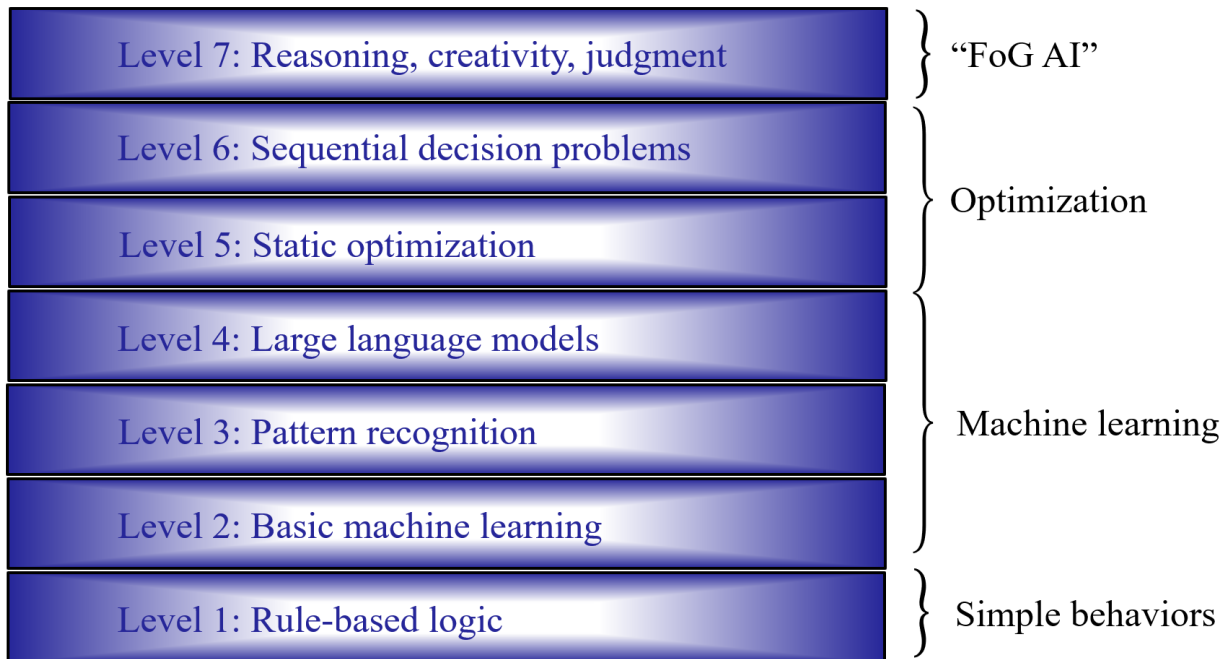 Level 7: Reasoning, creativity, judgment
“FoG AI”
Level 6: Sequential decision problems
Optimization
Level 5: Static optimization
Level 4: Large language models
Level 3: Pattern recognition
Machine learning
Level 2: Basic machine learning
Level 1: Rule-based logic
Simple behaviors